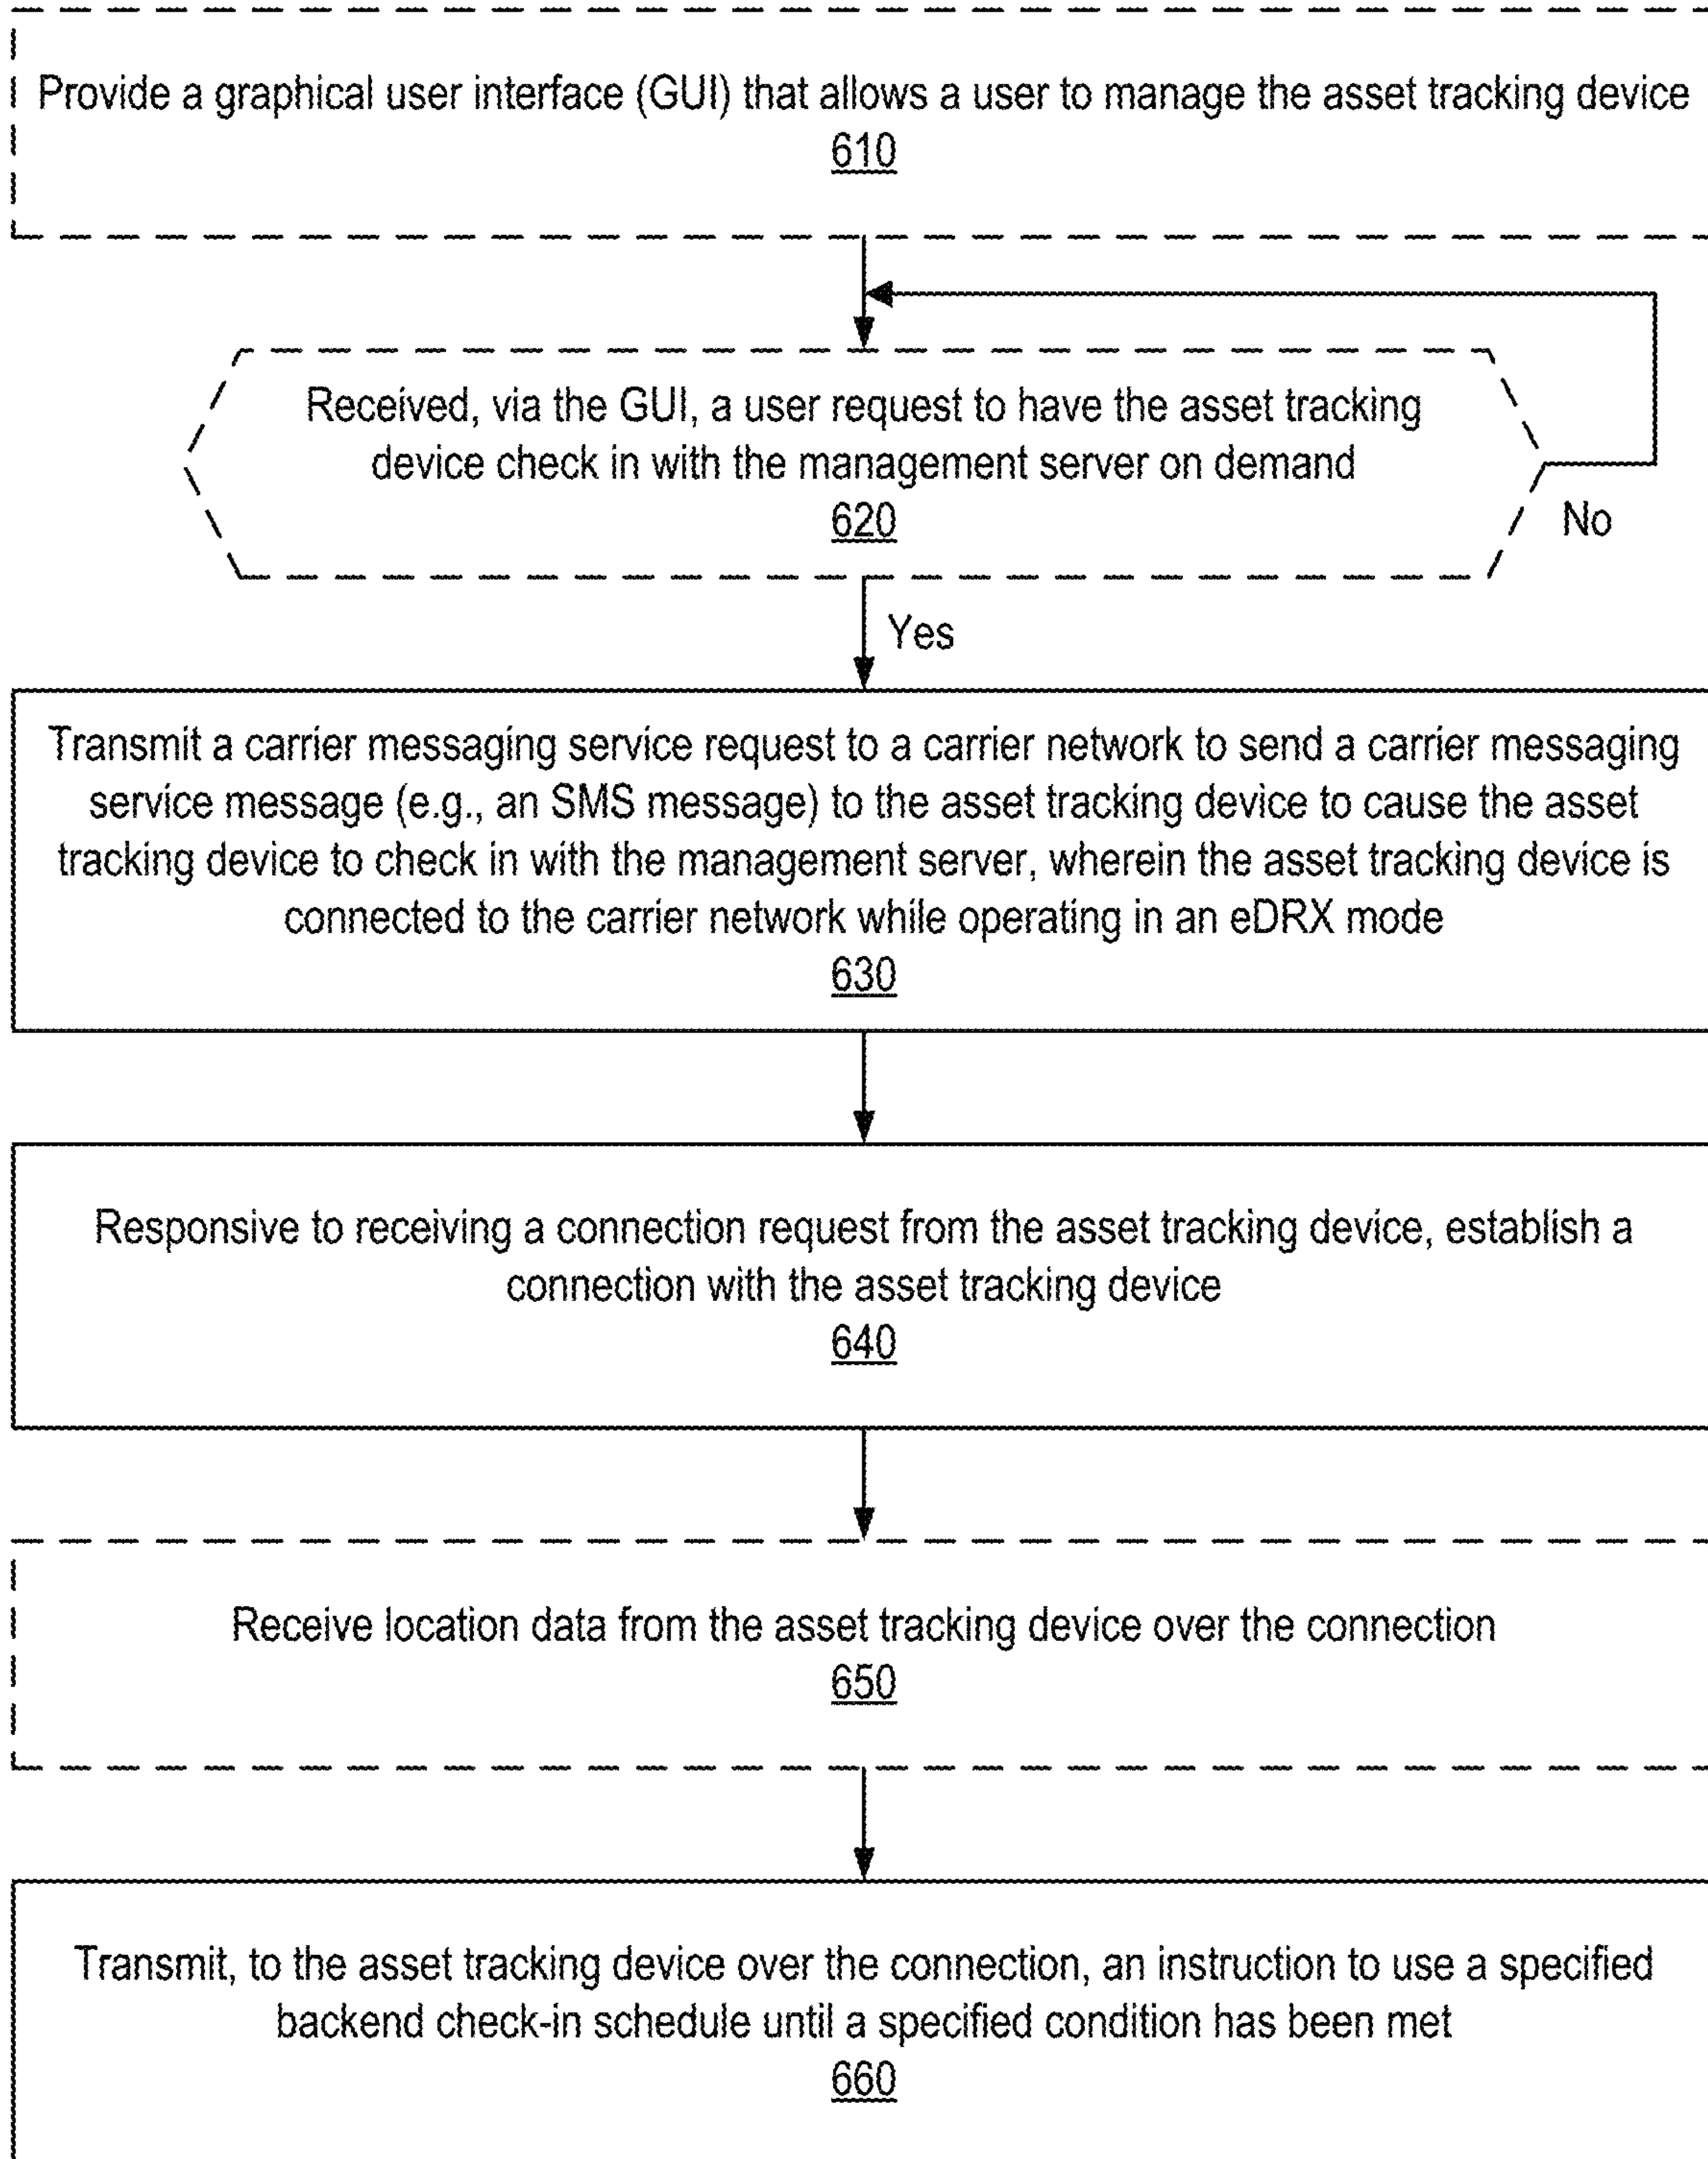 Provide a graphical user interface (GUI) that allows a user to manage the asset tracking device
610
Received, via the GUI, a user request to have the asset tracking
device check in with the management server on demand
620
No
Yes
Transmit a carrier messaging service request to a carrier network to send a carrier messaging
service message (e.g., an SMS message) to the asset tracking device to cause the asset
tracking device to check in with the management server, wherein the asset tracking device is
connected to the carrier network while operating in an eDRX mode
630
Responsive to receiving a connection request from the asset tracking device, establish a
connection with the asset tracking device
640
Receive location data from the asset tracking device over the connection
650
Transmit, to the asset tracking device over the connection, an instruction to use a specified
backend check-in schedule until a specified condition has been met
660